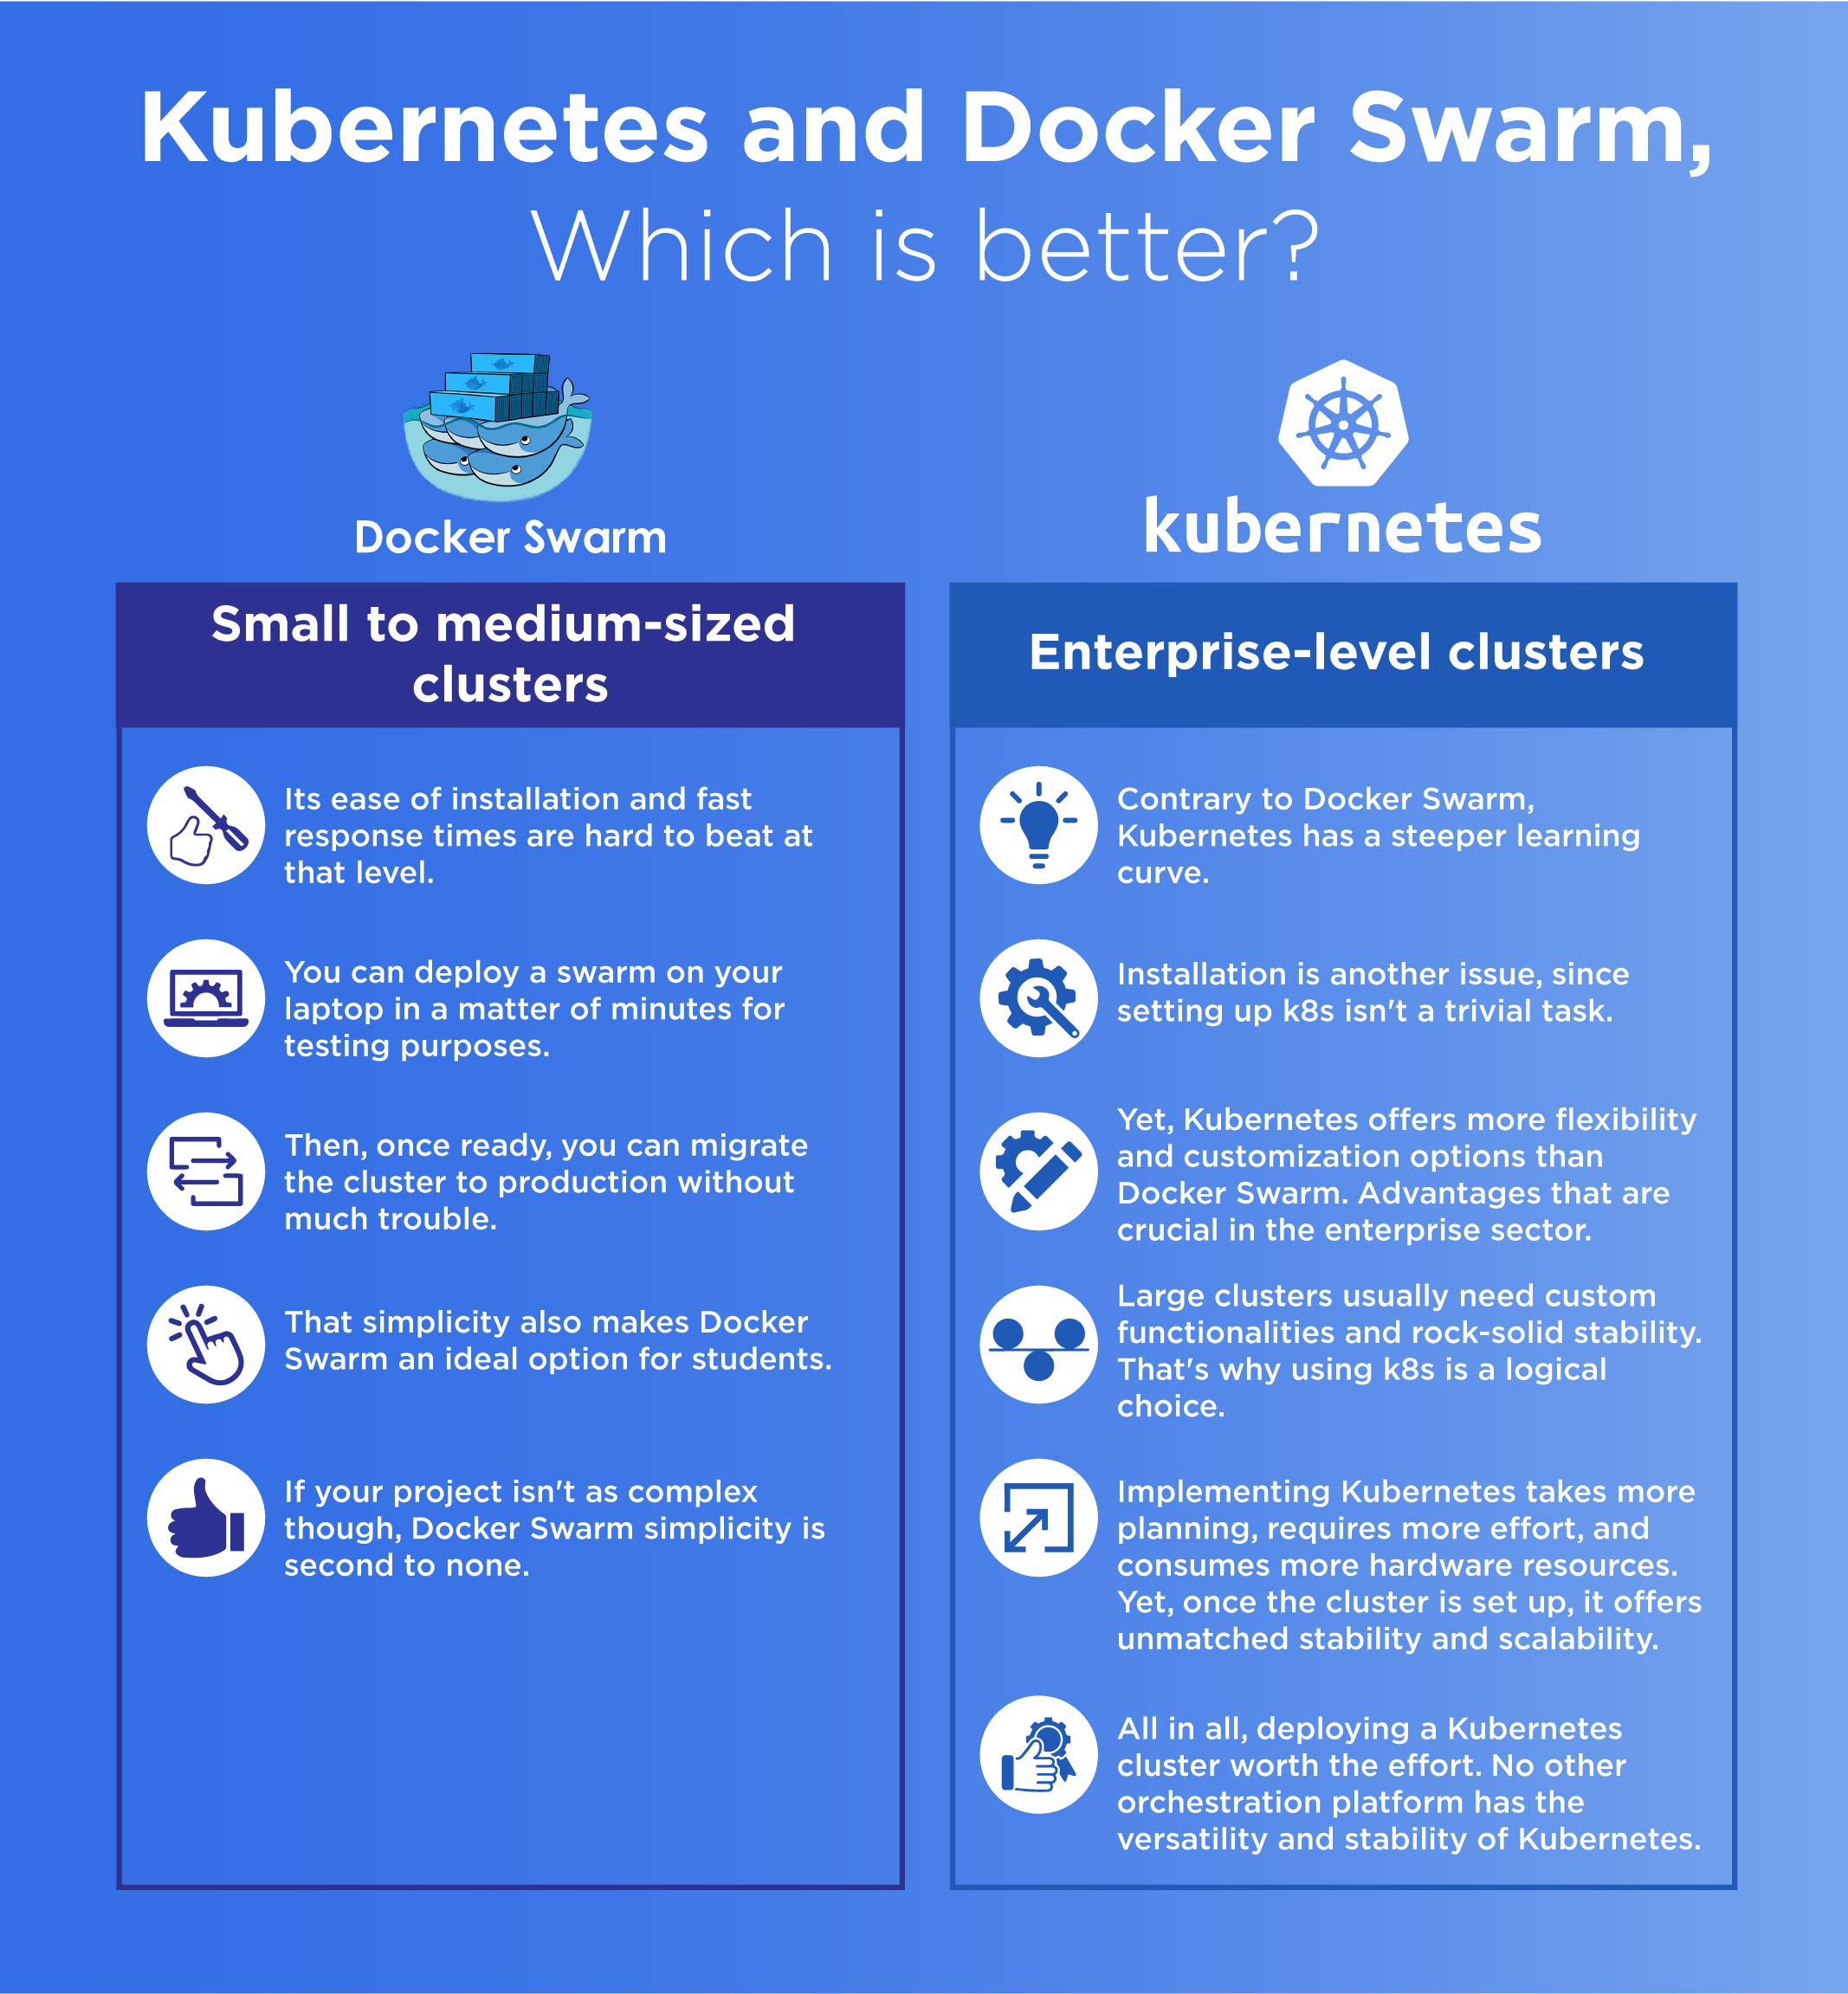 Kubernetes and Docker Swarm,
Which is better?
Docker Swarm
Small to medium-sized
clusters
Its ease of installation and fast
response times are hard to beat at
that level.
You can deploy a swarm on your
laptop in a matter of minutes for
testing purposes.
Then, once ready, you can migrate
the cluster to production without
much trouble.
That simplicity also makes Docker
Swarm an ideal option for students.
If your project isn't as complex
though, Docker Swarm simplicity is
second to none.
kubernetes
Enterprise-level clusters
Contrary to Docker Swarm,
Kubernetes has a steeper learning
curve.
Installation is another issue, since
setting up k8s isn't a trivial task.
Yet, Kubernetes offers more flexibility
and customization options than
Docker Swarm. Advantages that are
crucial in the enterprise sector.
Large clusters usually need custom
functionalities and rock-solid stability.
That's why using k8s is a logical
choice.
Implementing Kubernetes takes more
planning, requires more effort, and
consumes more hardware resources.
Yet, once the cluster is set up, it offers
unmatched stability and scalability.
All in all, deploying a Kubernetes
cluster worth the effort. No other
orchestration platform has the
versatility and stability of Kubernetes.